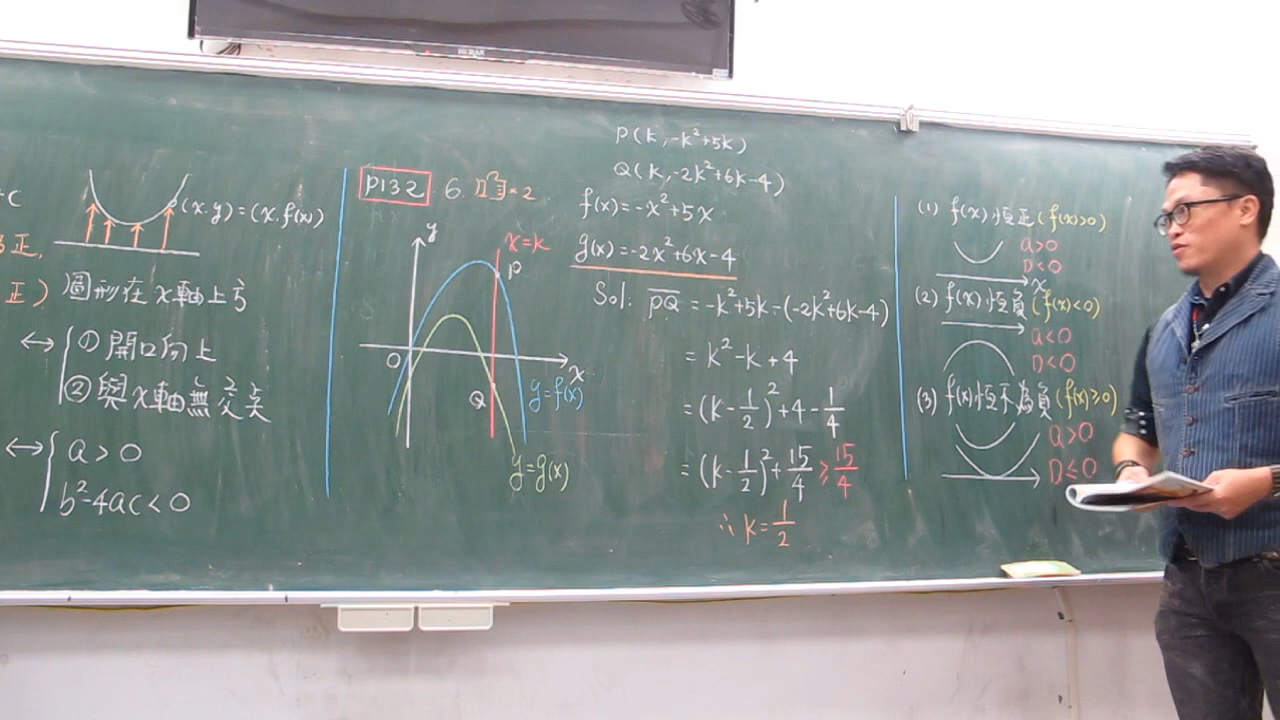 +c
(x,y)=(x,f(x))
正,
正) 圖形在x軸上方
↔ ①開口向上
②與x軸無交點
↔ a>0
b²-4ac<0
P132 6.
y
x=k
P
O
x
Q
y=f(x)
y=g(x)
P(k,-k²+5k)
Q(k,-2k²+6k-4)
f(x)=-x²+5x
g(x)=-2x²+6x-4
Sol: PQ = -k²+5k-(-2k²+6k-4)
= k²-k+4
= (k-1/2)²+4-1/4
= (k-1/2)²+15/4 ≥ 15/4
∴ k=1/2
(1) f(x)恆正(f(x)>0)
a>0
D<0
x
(2) f(x)恆負(f(x)<0)
a<0
D<0
(3) f(x)恆不為負(f(x)≥0)
a>0
D≤0